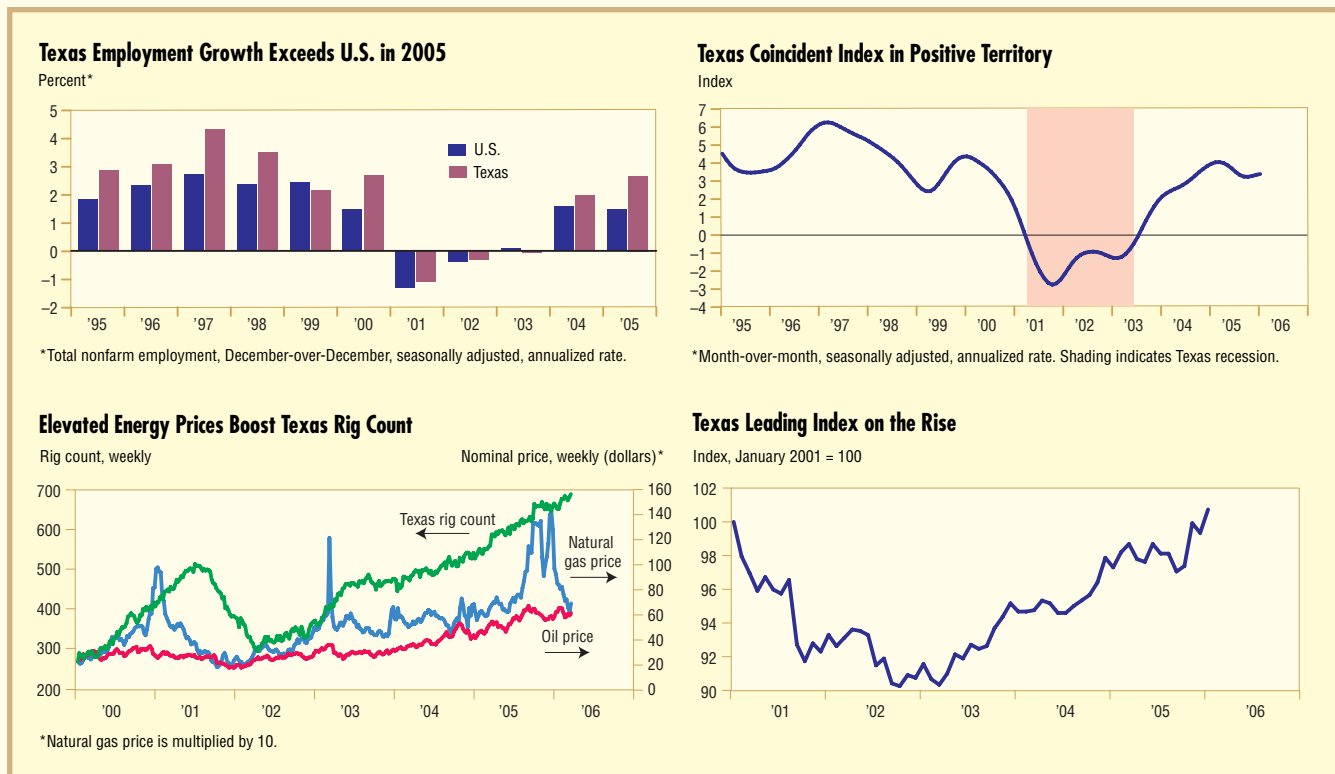 Texas Employment Growth Exceeds U.S. in 2005
Percent*
5
4
3
2
1
0
–1
–2
U.S.
Texas
’95 ’96 ’97 ’98 ’99 ’00 ’01 ’02 ’03 ’04 ’05
*Total nonfarm employment, December-over-December, seasonally adjusted, annualized rate.
Texas Coincident Index in Positive Territory
Index
7
6
5
4
3
2
1
0
–1
–2
–3
–4
’95 ’96 ’97 ’98 ’99 ’00 ’01 ’02 ’03 ’04 ’05 ’06
*Month-over-month, seasonally adjusted, annualized rate. Shading indicates Texas recession.
Elevated Energy Prices Boost Texas Rig Count
Rig count, weekly
Nominal price, weekly (dollars)*
700
600
500
400
300
200
160
140
120
100
80
60
40
20
0
Texas rig count
Natural
gas price
Oil price
’00 ’01 ’02 ’03 ’04 ’05 ’06
*Natural gas price is multiplied by 10.
Texas Leading Index on the Rise
Index, January 2001 = 100
102
100
98
96
94
92
90
’01 ’02 ’03 ’04 ’05 ’06